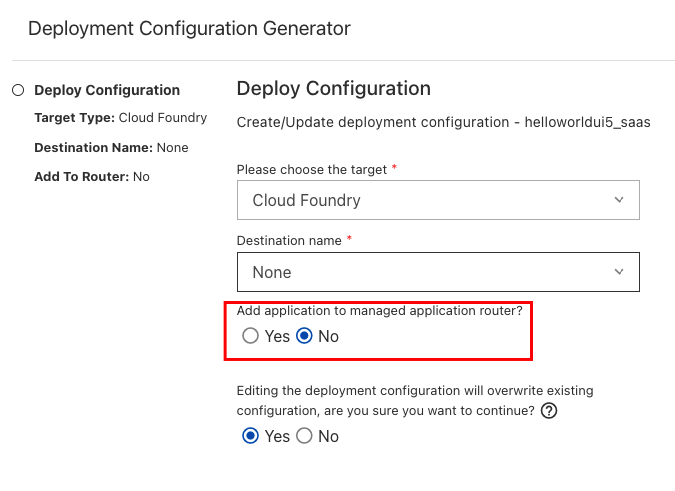 Deployment Configuration Generator
Deploy Configuration
Target Type: Cloud Foundry
Destination Name: None
Add To Router: No
Deploy Configuration
Create/Update deployment configuration - helloworldui5_saas
Please choose the target *
Cloud Foundry
Destination name *
None
Add application to managed application router?
Yes No
Editing the deployment configuration will overwrite existing
configuration, are you sure you want to continue? ?
Yes No